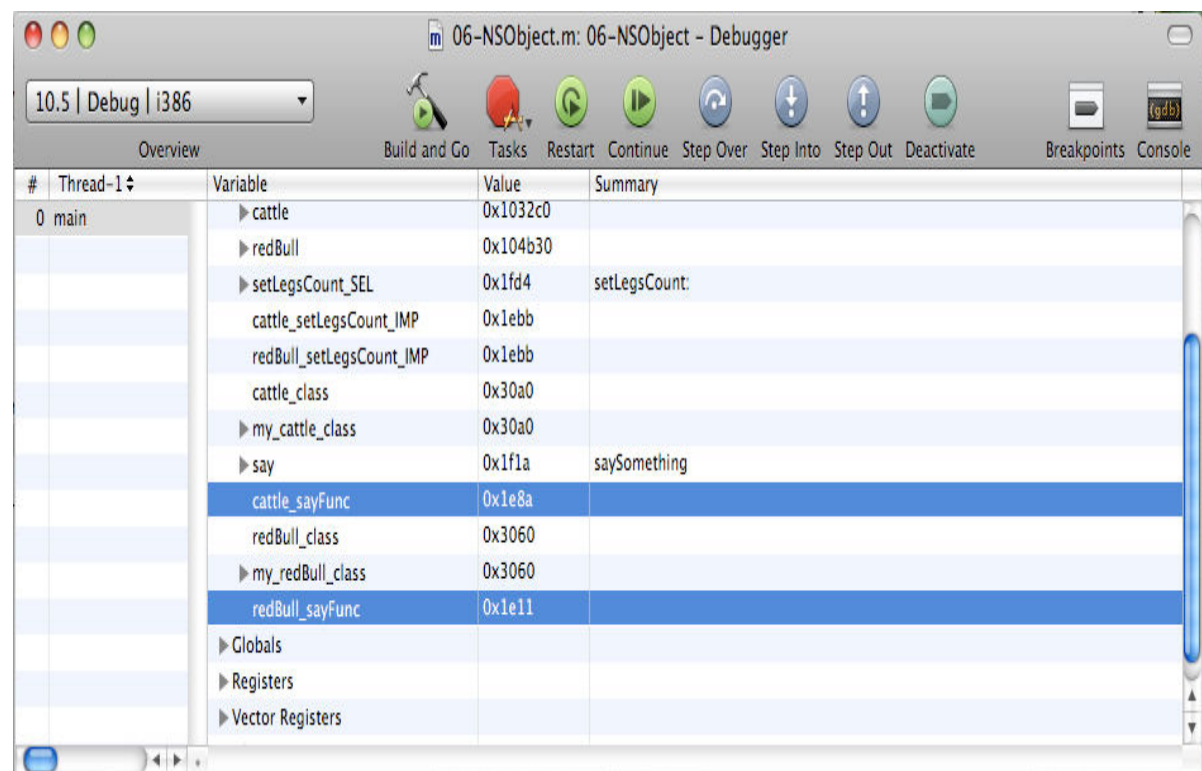 06-NSObject.m: 06-NSObject - Debugger
10.5 | Debug | i386
Overview
Build and Go Tasks Restart Continue Step Over Step Into Step Out Deactivate Breakpoints Console
(gdb)
# Thread-1 Variable Value Summary
0 main
cattle 0x1032c0
redBull 0x104b30
setLegsCount_SEL 0x1fd4 setLegsCount:
cattle_setLegsCount_IMP 0x1ebb
redBull_setLegsCount_IMP 0x1ebb
cattle_class 0x30a0
my_cattle_class 0x30a0
say 0x1f1a saySomething
cattle_sayFunc 0x1e8a
redBull_class 0x3060
my_redBull_class 0x3060
redBull_sayFunc 0x1e11
Globals
Registers
Vector Registers